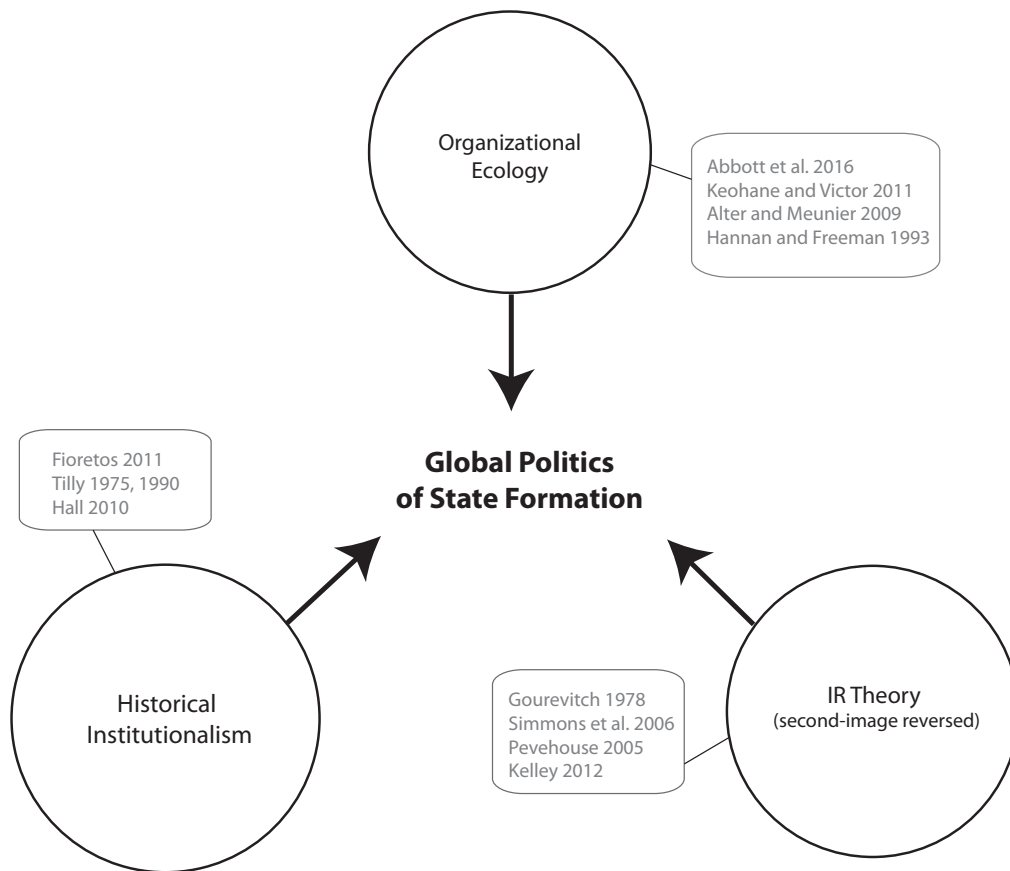 Organizational
Ecology
Abbott et al. 2016
Keohane and Victor 2011
Alter and Meunier 2009
Hannan and Freeman 1993
Global Politics
of State Formation
Fioretos 2011
Tilly 1975, 1990
Hall 2010
Historical
Institutionalism
Gourevitch 1978
Simmons et al. 2006
Pevehouse 2005
Kelley 2012
IR Theory
(second-image reversed)